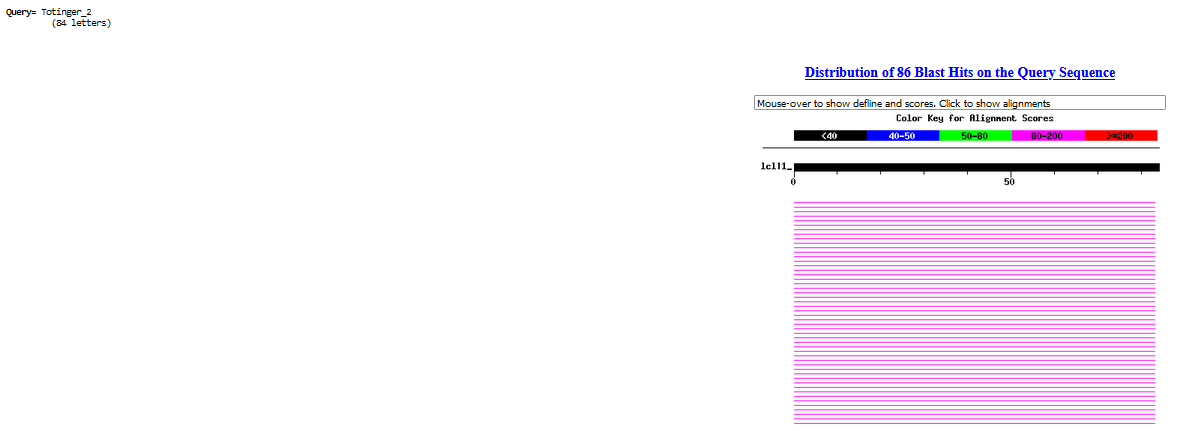 Query= Totinger_2
(84 letters)
Distribution of 86 Blast Hits on the Query Sequence
Mouse-over to show defline and scores. Click to show alignments
Color Key for Alignment Scores
<40 40-50 50-80 80-200 >=200
lcl|1_
0 50